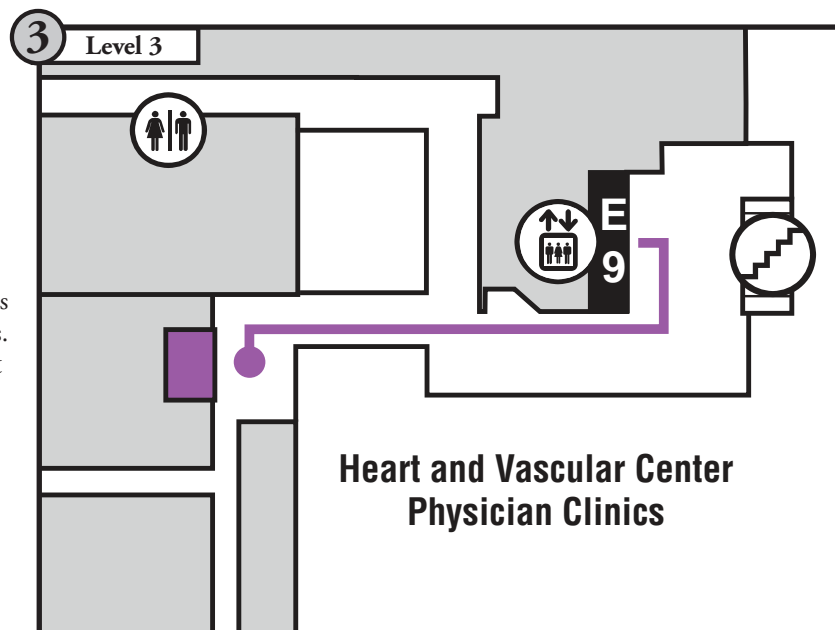 3
Level 3
E
9
s
s.
t
Heart and Vascular Center
Physician Clinics